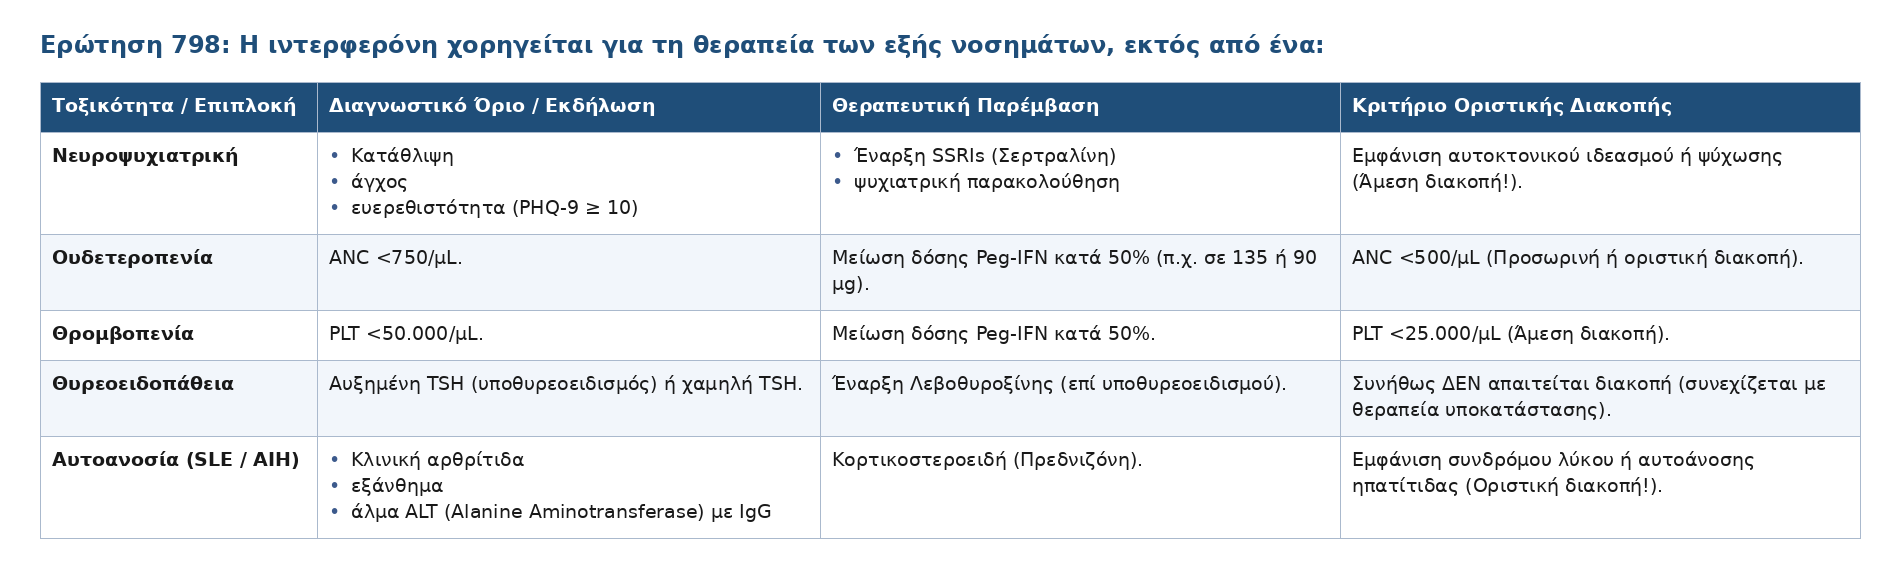 Ερώτηση 798: Η ιντερφερόνη χορηγείται για τη θεραπεία των εξής νοσημάτων, εκτός από ένα:
Τοξικότητα / Επιπλοκή
Διαγνωστικό Όριο / Εκδήλωση
Θεραπευτική Παρέμβαση
Κριτήριο Οριστικής Διακοπής
Νευροψυχιατρική
• Κατάθλιψη
• άγχος
• ευερεθιστότητα (PHQ-9 ≥ 10)
• Έναρξη SSRIs (Σερτραλίνη)
• ψυχιατρική παρακολούθηση
Εμφάνιση αυτοκτονικού ιδεασμού ή ψύχωσης
(Άμεση διακοπή!).
Ουδετεροπενία
ANC <750/μL.
Μείωση δόσης Peg-IFN κατά 50% (π.χ. σε 135 ή 90
μg).
ANC <500/μL (Προσωρινή ή οριστική διακοπή).
Θρομβοπενία
PLT <50.000/μL.
Μείωση δόσης Peg-IFN κατά 50%.
PLT <25.000/μL (Άμεση διακοπή).
Θυρεοειδοπάθεια
Αυξημένη TSH (υποθυρεοειδισμός) ή χαμηλή TSH.
Έναρξη Λεβοθυροξίνης (επί υποθυρεοειδισμού).
Συνήθως ΔΕΝ απαιτείται διακοπή (συνεχίζεται με
θεραπεία υποκατάστασης).
Αυτοανοσία (SLE / AIH)
• Κλινική αρθρίτιδα
• εξάνθημα
• άλμα ALT (Alanine Aminotransferase) με IgG
Κορτικοστεροειδή (Πρεδνιζόνη).
Εμφάνιση συνδρόμου λύκου ή αυτοάνοσης
ηπατίτιδας (Οριστική διακοπή!).